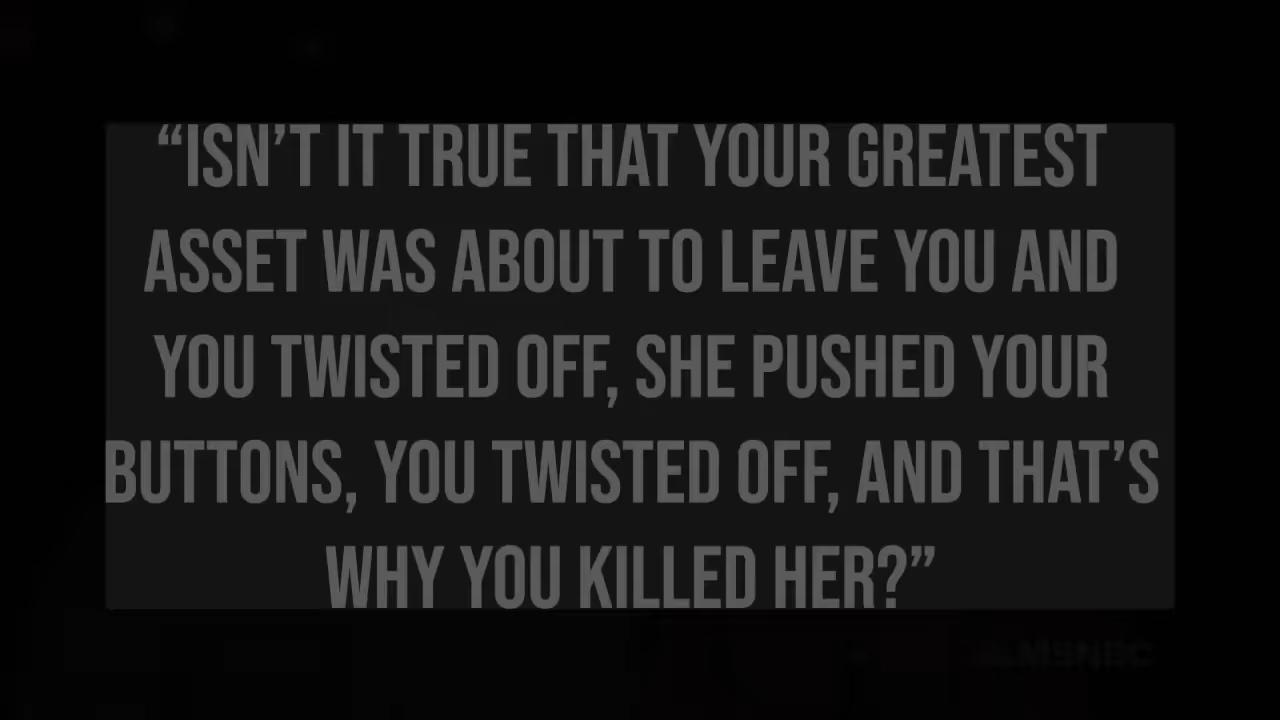 “ISN’T IT TRUE THAT YOUR GREATEST
ASSET WAS ABOUT TO LEAVE YOU AND
YOU TWISTED OFF, SHE PUSHED YOUR
BUTTONS, YOU TWISTED OFF, AND THAT’S
WHY YOU KILLED HER?”
MSNBC